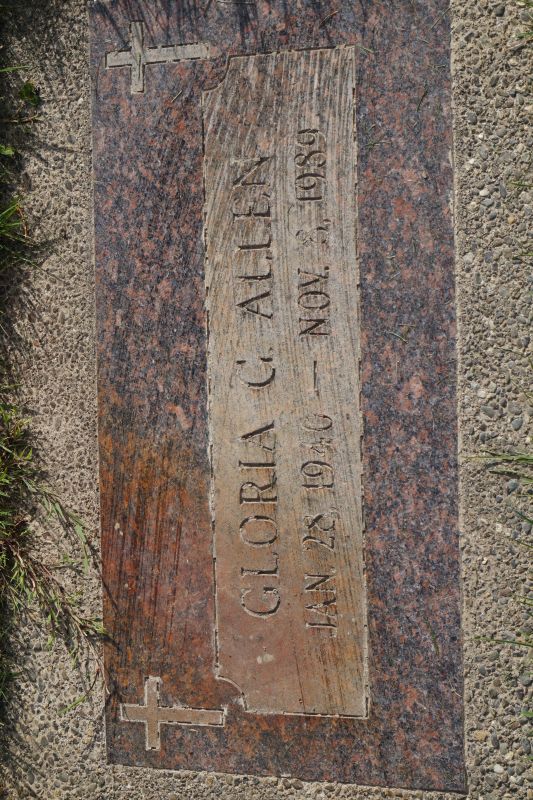 GLORIA C. ALLEN
JAN. 28, 1940 — NOV. 3, 1989